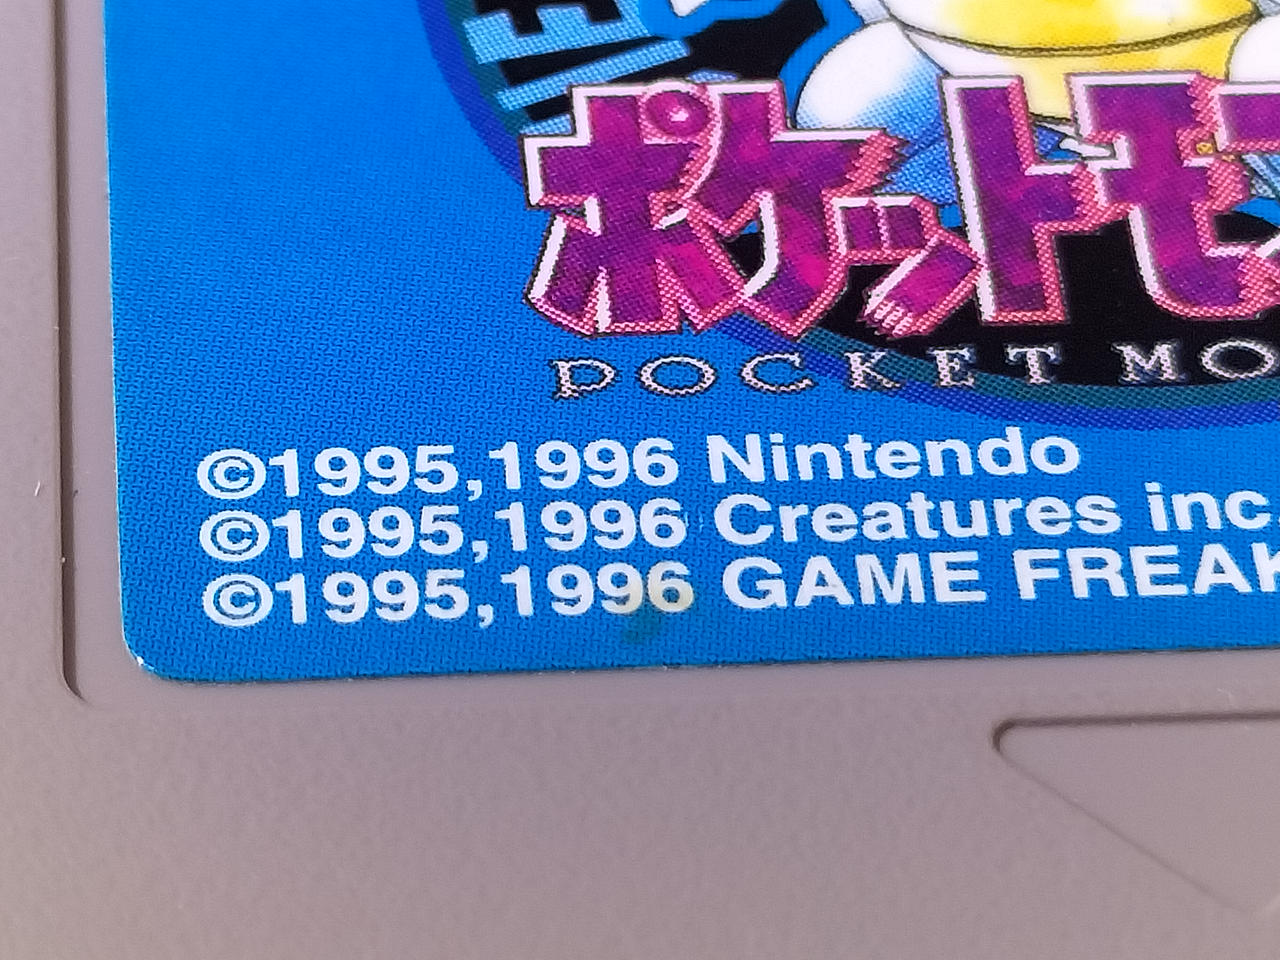 ポケットモ
POCKET MO
©1995,1996 Nintendo
©1995,1996 Creatures inc
©1995,1996 GAME FREAK